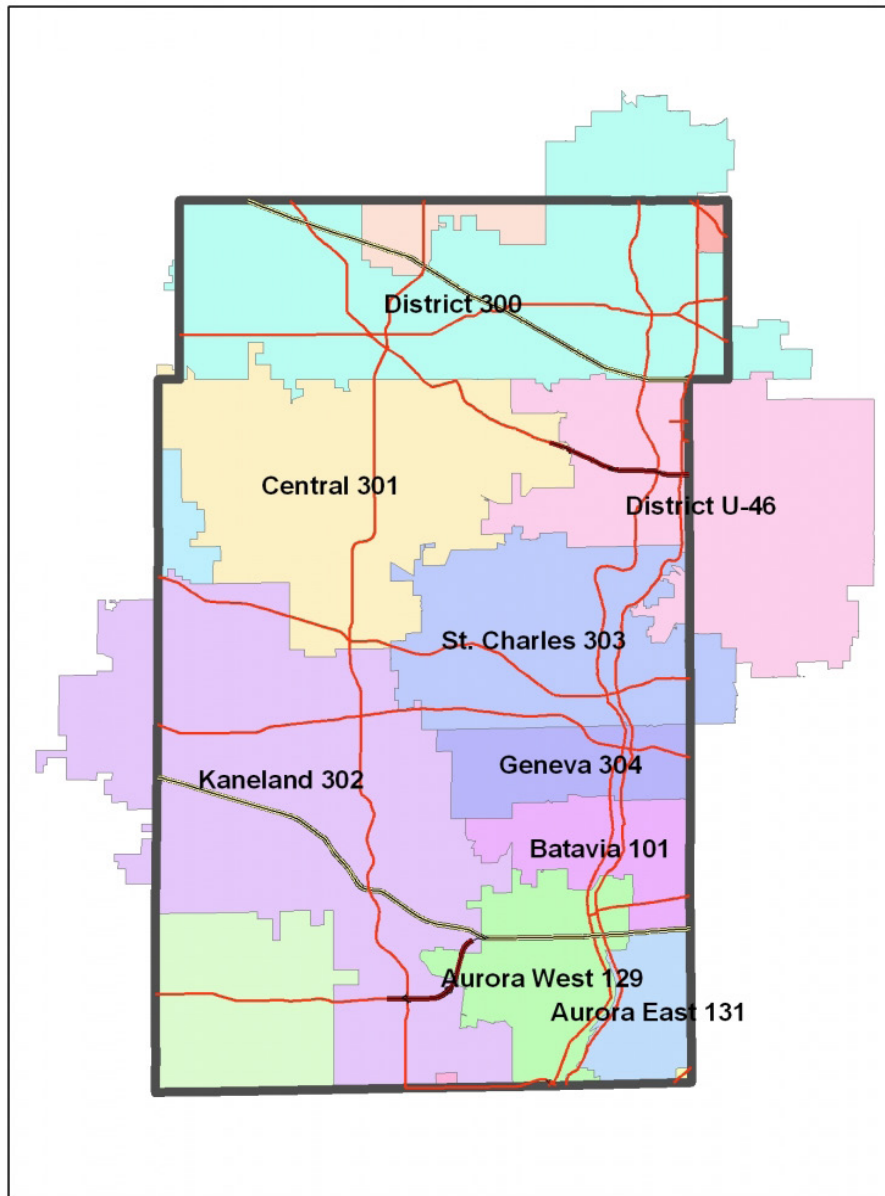 District 300
Central 301
District U-46
St. Charles 303
Geneva 304
Kaneland 302
Batavia 101
Aurora West 129
Aurora East 131